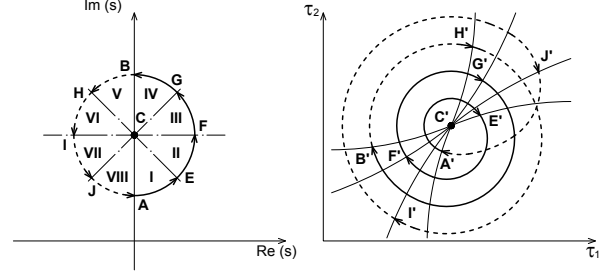 Im (s)
B
G
H
V
IV
VI
III
C
I
F
VII
II
J
VIII
I
E
A
Re (s)
τ2
H'
J'
G'
C'
E'
B'
F'
A'
I'
τ1